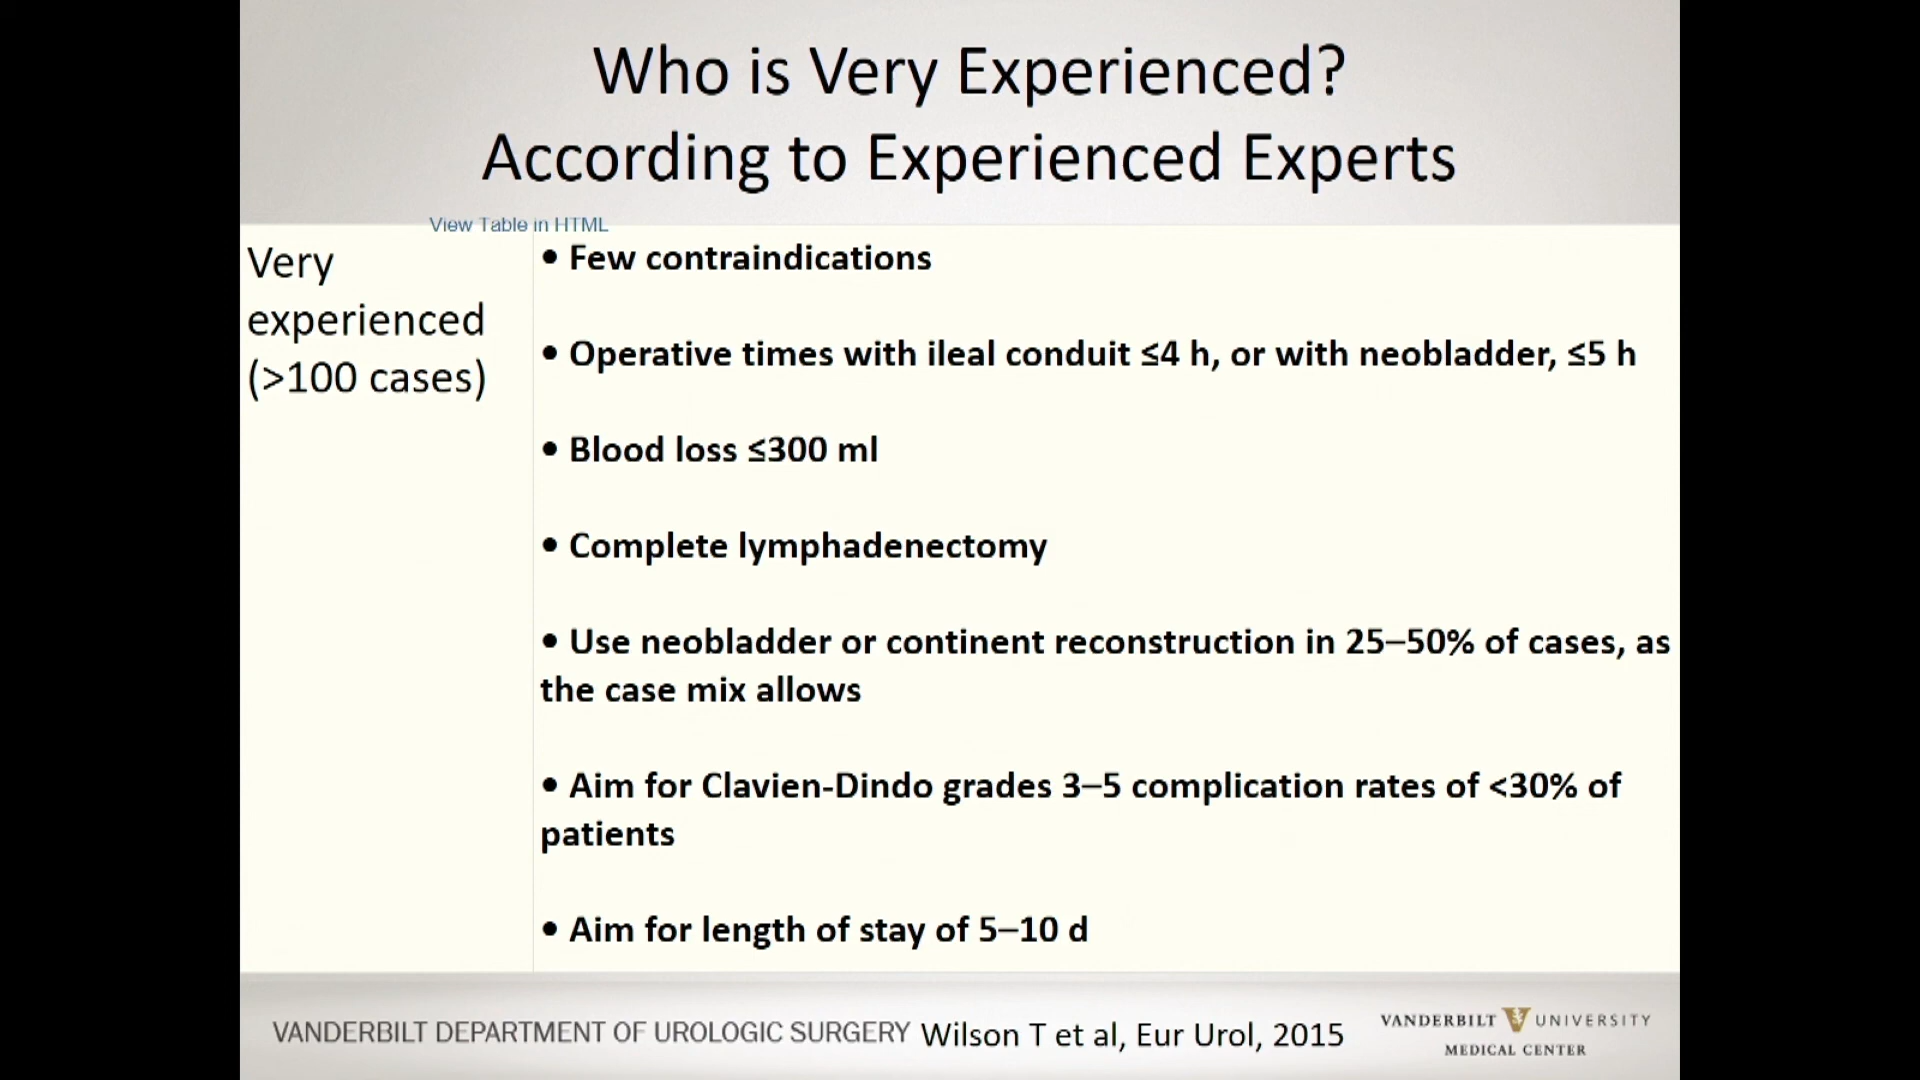 Who is Very Experienced?
According to Experienced Experts
View Table in HTML
Very
experienced
(>100 cases)
• Few contraindications
• Operative times with ileal conduit ≤4 h, or with neobladder, ≤5 h
• Blood loss ≤300 ml
• Complete lymphadenectomy
• Use neobladder or continent reconstruction in 25–50% of cases, as
the case mix allows
• Aim for Clavien-Dindo grades 3–5 complication rates of <30% of
patients
• Aim for length of stay of 5–10 d
VANDERBILT DEPARTMENT OF UROLOGIC SURGERY
Wilson T et al, Eur Urol, 2015
VANDERBILT UNIVERSITY
MEDICAL CENTER